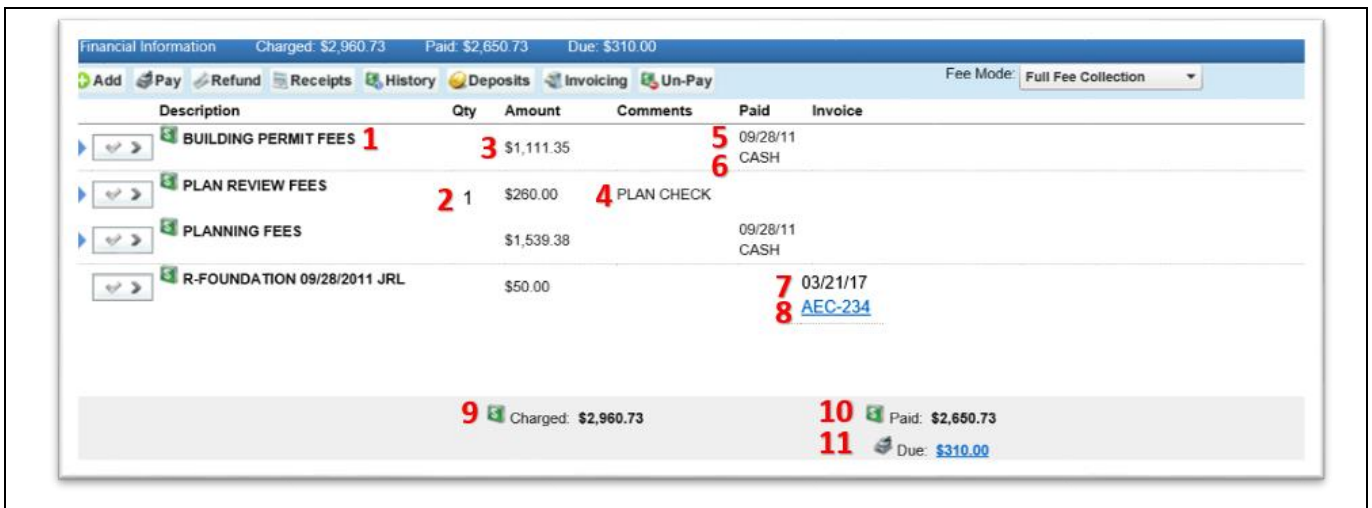 Financial Information Charged: $2,960.73 Paid: $2,650.73 Due: $310.00
Add Pay Refund Receipts History Deposits Invoicing Un-Pay Fee Mode: Full Fee Collection
Description Qty Amount Comments Paid Invoice
BUILDING PERMIT FEES 1 3 $1,111.35 5 09/28/11
6 CASH
PLAN REVIEW FEES 2 1 $260.00 4 PLAN CHECK
PLANNING FEES $1,539.38 09/28/11
CASH
R-FOUNDATION 09/28/2011 JRL $50.00 7 03/21/17
8 AEC-234
9 Charged: $2,960.73 10 Paid: $2,650.73
11 Due: $310.00